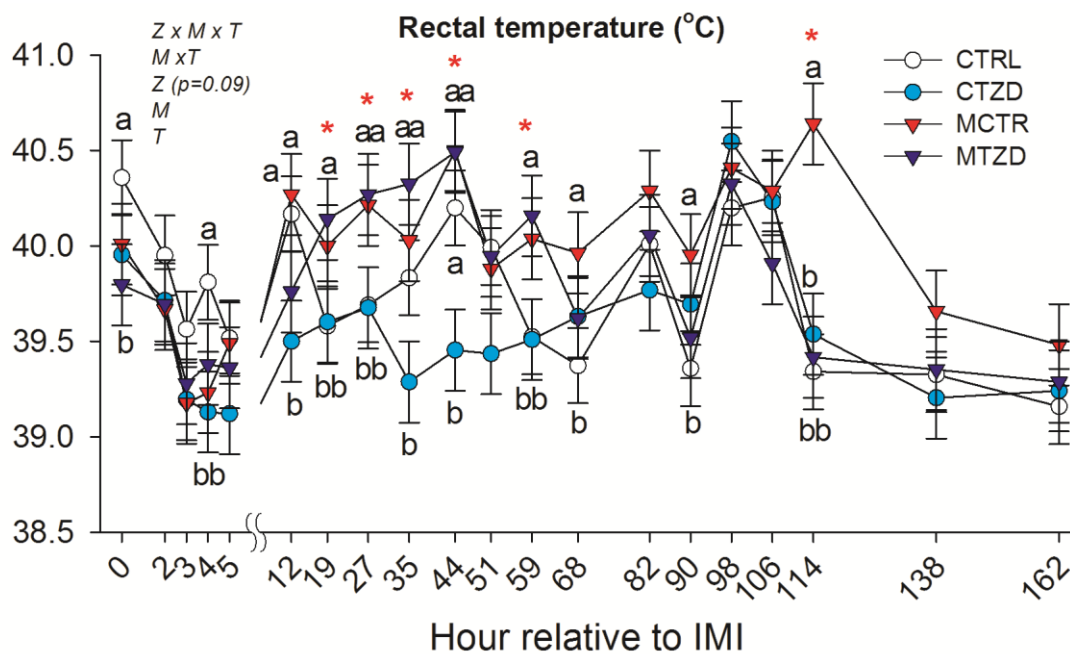 Rectal temperature (°C)
Z x M x T
M xT
Z (p=0.09)
M
T
CTRL
CTZD
MCTR
MTZD
41.0
40.5
40.0
39.5
39.0
38.5
* * * * * *
a a a a a aa aa aa a a a a a a
b bb b bb bb b b bb b b b bb
0 2 3 4 5 12 19 27 35 44 51 59 68 82 90 98 106 114 138 162
Hour relative to IMI